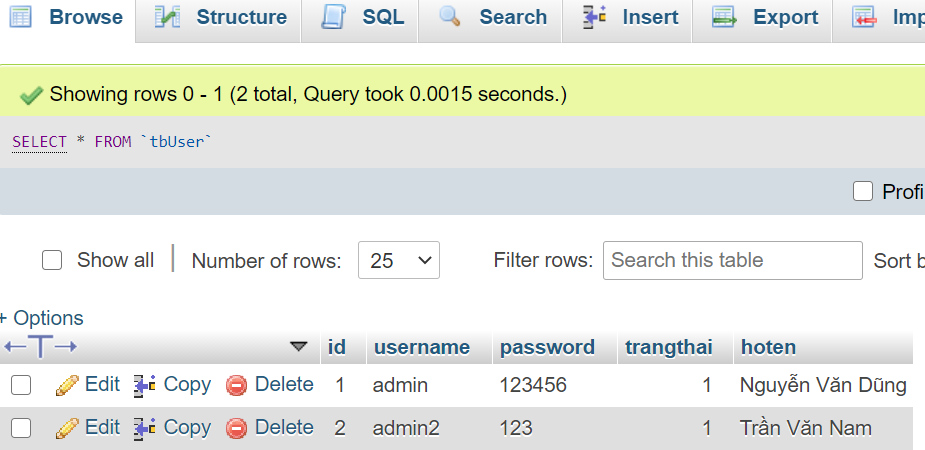 Browse Structure SQL Search Insert Export Imp
Showing rows 0 - 1 (2 total, Query took 0.0015 seconds.)
SELECT * FROM `tbUser`
Profi
Show all Number of rows: 25 Filter rows: Search this table Sort b
+ Options
id username password trangthai hoten
Edit Copy Delete 1 admin 123456 1 Nguyễn Văn Dũng
Edit Copy Delete 2 admin2 123 1 Trần Văn Nam